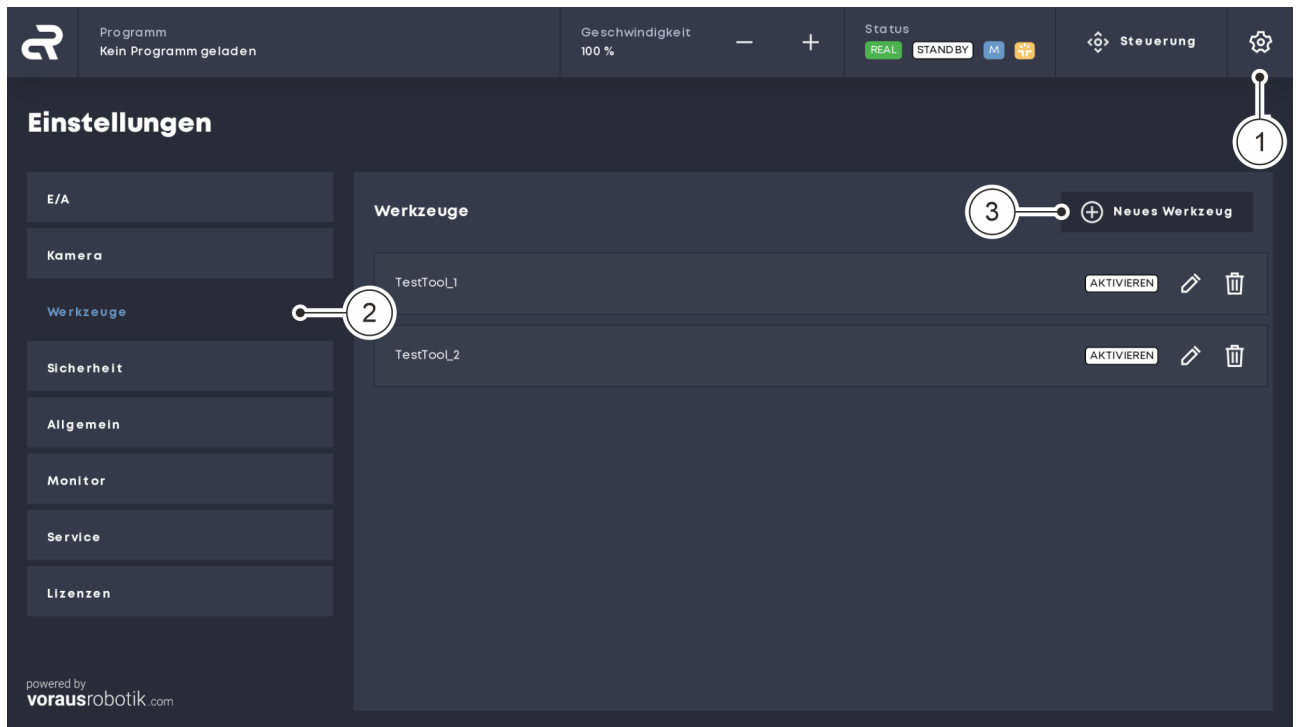 Programm
Kein Programm geladen
Geschwindigkeit
100 %
Status
REAL STANDBY M
Steuerung
1
Einstellungen
E/A
Kamera
Werkzeuge
2
Sicherheit
Allgemein
Monitor
Service
Lizenzen
Werkzeuge
3
Neues Werkzeug
TestTool_1
AKTIVIEREN
TestTool_2
AKTIVIEREN
powered by
vorausrobotik.com